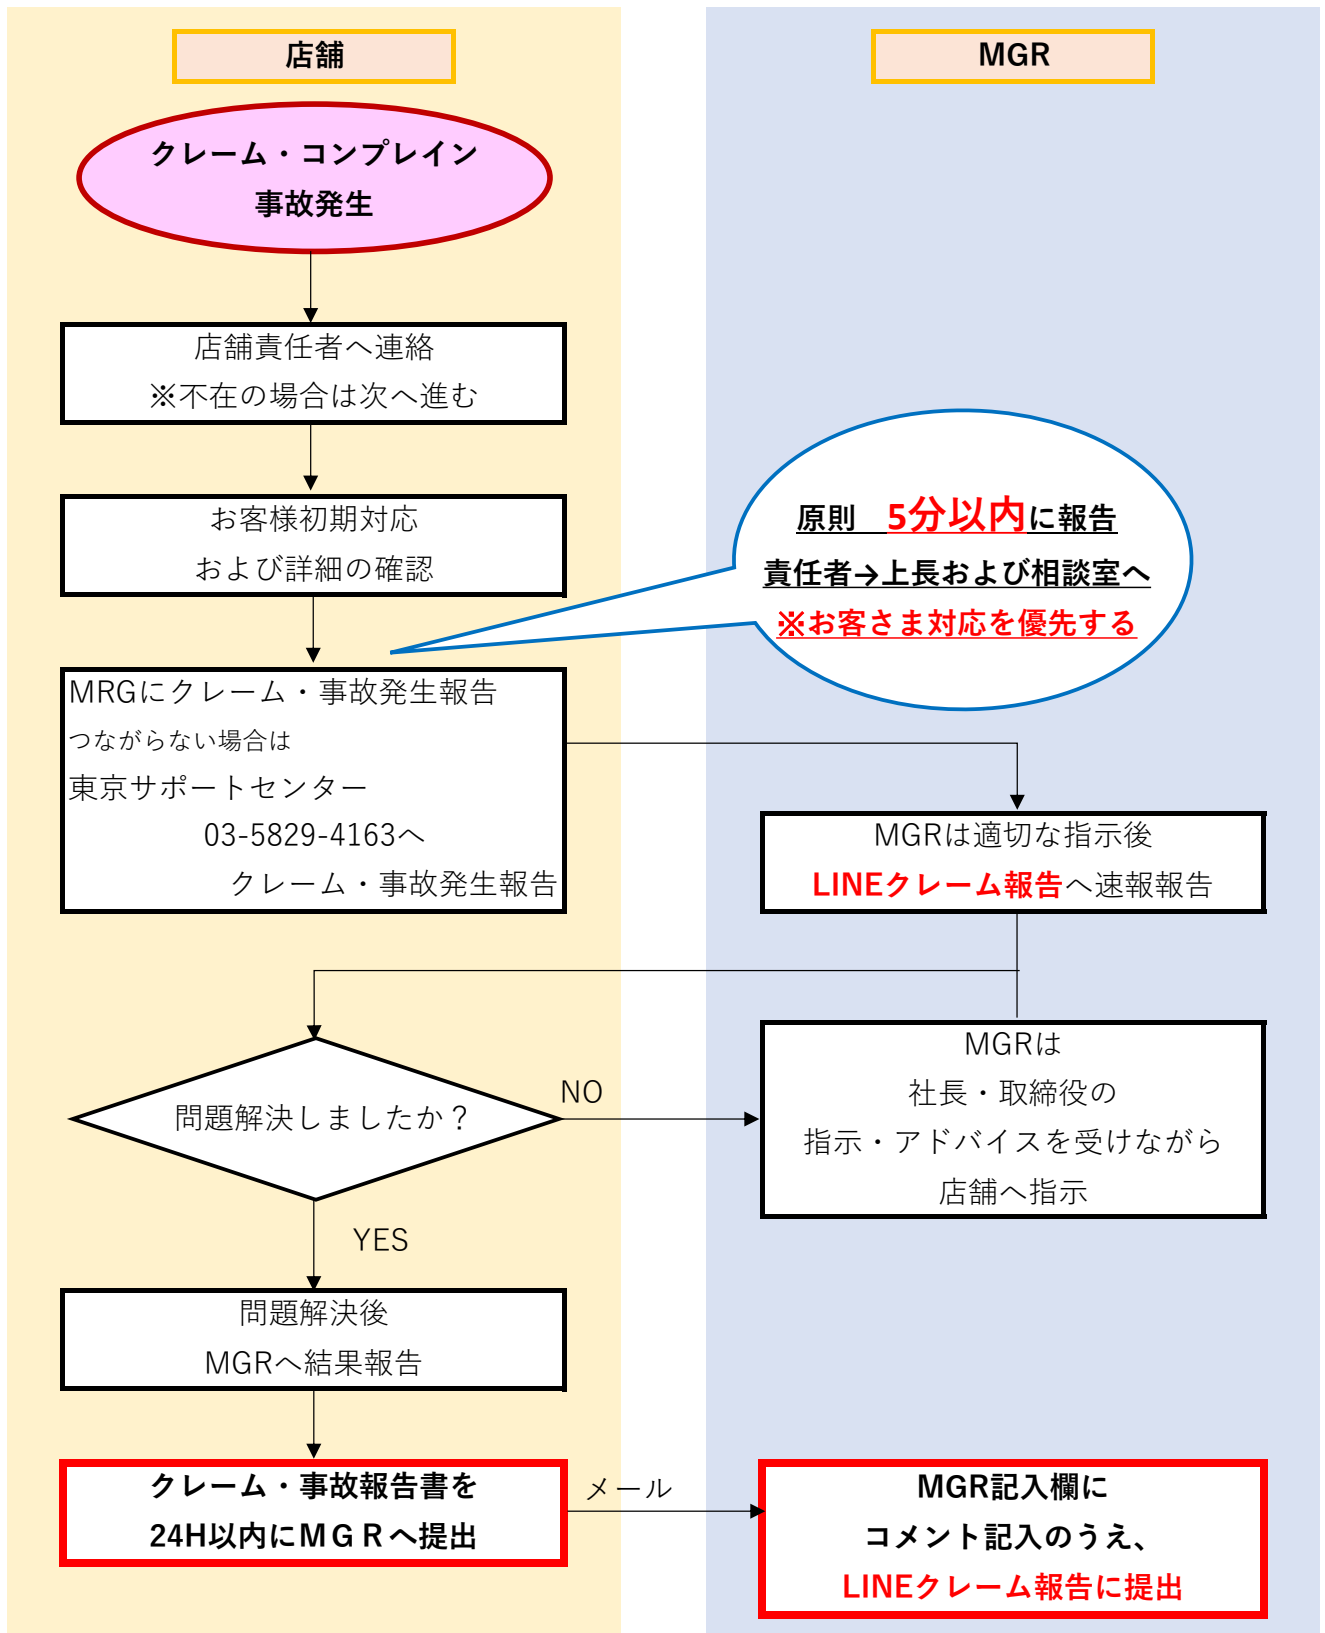 店舗
MGR
クレーム・コンプレイン
事故発生
店舗責任者へ連絡
※不在の場合は次へ進む
お客様初期対応
および詳細の確認
原則　5分以内に報告
責任者→上長および相談室へ
※お客さま対応を優先する
MRGにクレーム・事故発生報告
つながらない場合は
東京サポートセンター
03-5829-4163へ
クレーム・事故発生報告
MGRは適切な指示後
LINEクレーム報告へ速報報告
問題解決しましたか？
NO
MGRは
社長・取締役の
指示・アドバイスを受けながら
店舗へ指示
YES
問題解決後
MGRへ結果報告
クレーム・事故報告書を
24H以内にＭＧＲへ提出
メール
MGR記入欄に
コメント記入のうえ、
LINEクレーム報告に提出